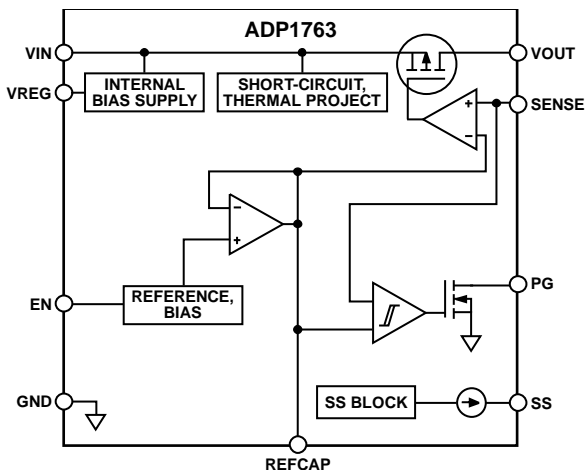 ADP1763
VIN
VOUT
INTERNAL
BIAS SUPPLY
SHORT-CIRCUIT,
THERMAL PROJECT
VREG
SENSE
+
−
−
+
EN
REFERENCE,
BIAS
PG
GND
SS BLOCK
SS
REFCAP